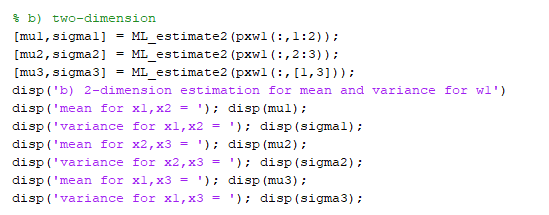 % b) two-dimension
[mu1,sigma1] = ML_estimate2(pxw1(:,1:2));
[mu2,sigma2] = ML_estimate2(pxw1(:,2:3));
[mu3,sigma3] = ML_estimate2(pxw1(:,[1,3]));
disp('b) 2-dimension estimation for mean and variance for w1')
disp('mean for x1,x2 = '); disp(mu1);
disp('variance for x1,x2 = '); disp(sigma1);
disp('mean for x2,x3 = '); disp(mu2);
disp('variance for x2,x3 = '); disp(sigma2);
disp('mean for x1,x3 = '); disp(mu3);
disp('variance for x1,x3 = '); disp(sigma3);